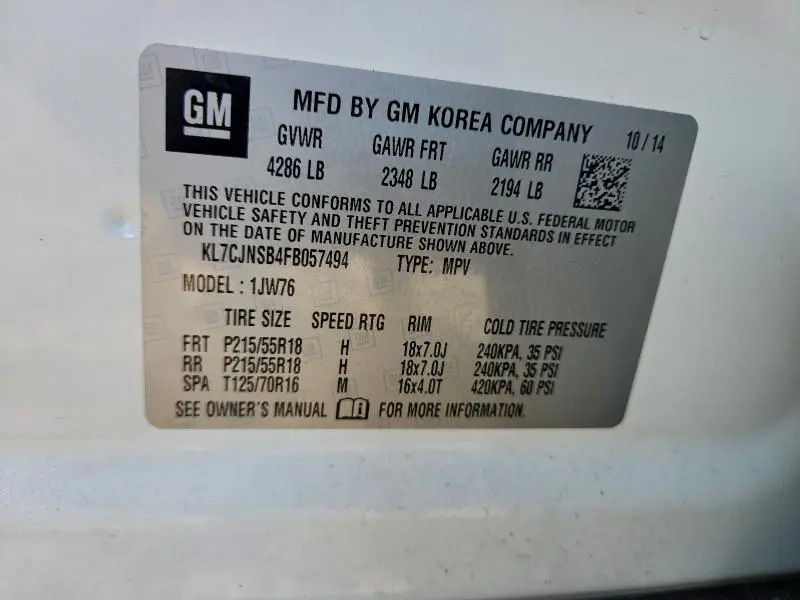 GM MFD BY GM KOREA COMPANY 10/14
GVWR GAWR FRT GAWR RR
4286 LB 2348 LB 2194 LB
THIS VEHICLE CONFORMS TO ALL APPLICABLE U.S. FEDERAL MOTOR
VEHICLE SAFETY AND THEFT PREVENTION STANDARDS IN EFFECT
ON THE DATE OF MANUFACTURE SHOWN ABOVE.
KL7CJNSB4FB057494 TYPE: MPV
MODEL : 1JW76
TIRE SIZE SPEED RTG RIM COLD TIRE PRESSURE
FRT P215/55R18 H 18x7.0J 240KPA, 35 PSI
RR P215/55R18 H 18x7.0J 240KPA, 35 PSI
SPA T125/70R16 M 16x4.0T 420KPA, 60 PSI
SEE OWNER'S MANUAL FOR MORE INFORMATION.